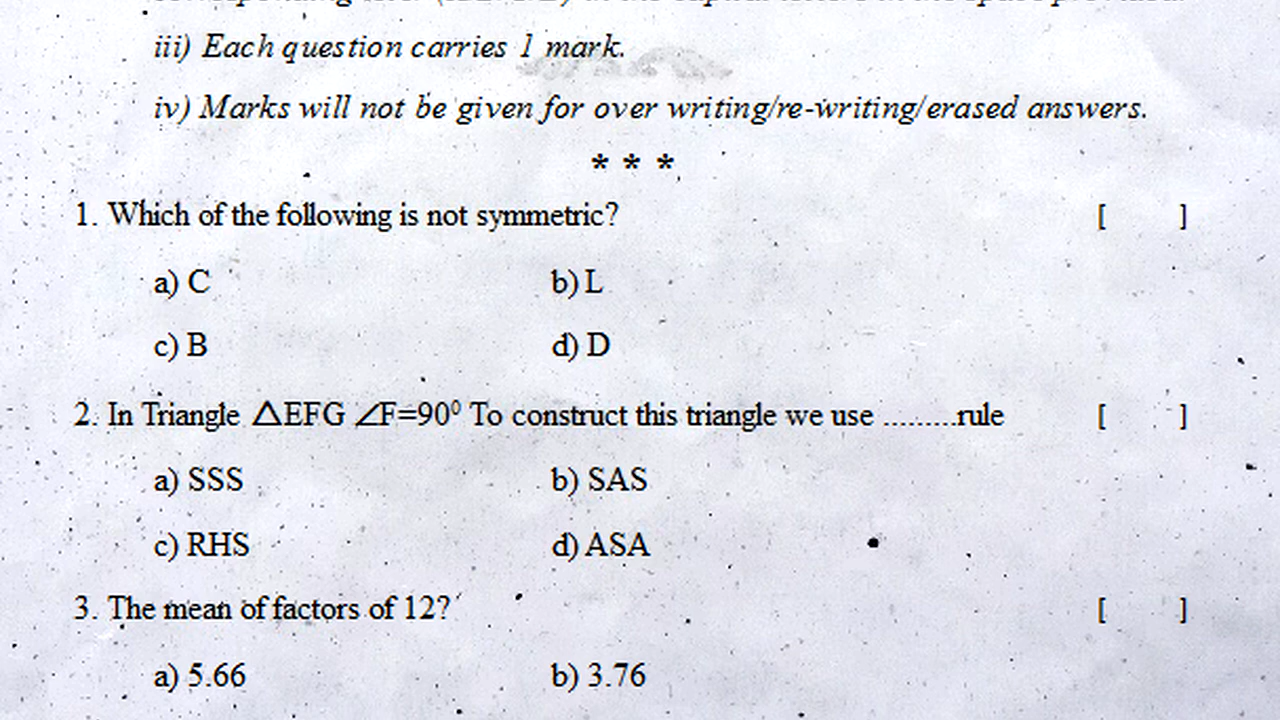 iii) Each question carries 1 mark.
iv) Marks will not be given for over writing/re-writing/erased answers.
* * *
1. Which of the following is not symmetric? [ ]
a) C b) L
c) B d) D
2. In Triangle △EFG ∠F=90⁰ To construct this triangle we use .........rule [ ]
a) SSS b) SAS
c) RHS d) ASA
3. The mean of factors of 12? [ ]
a) 5.66 b) 3.76